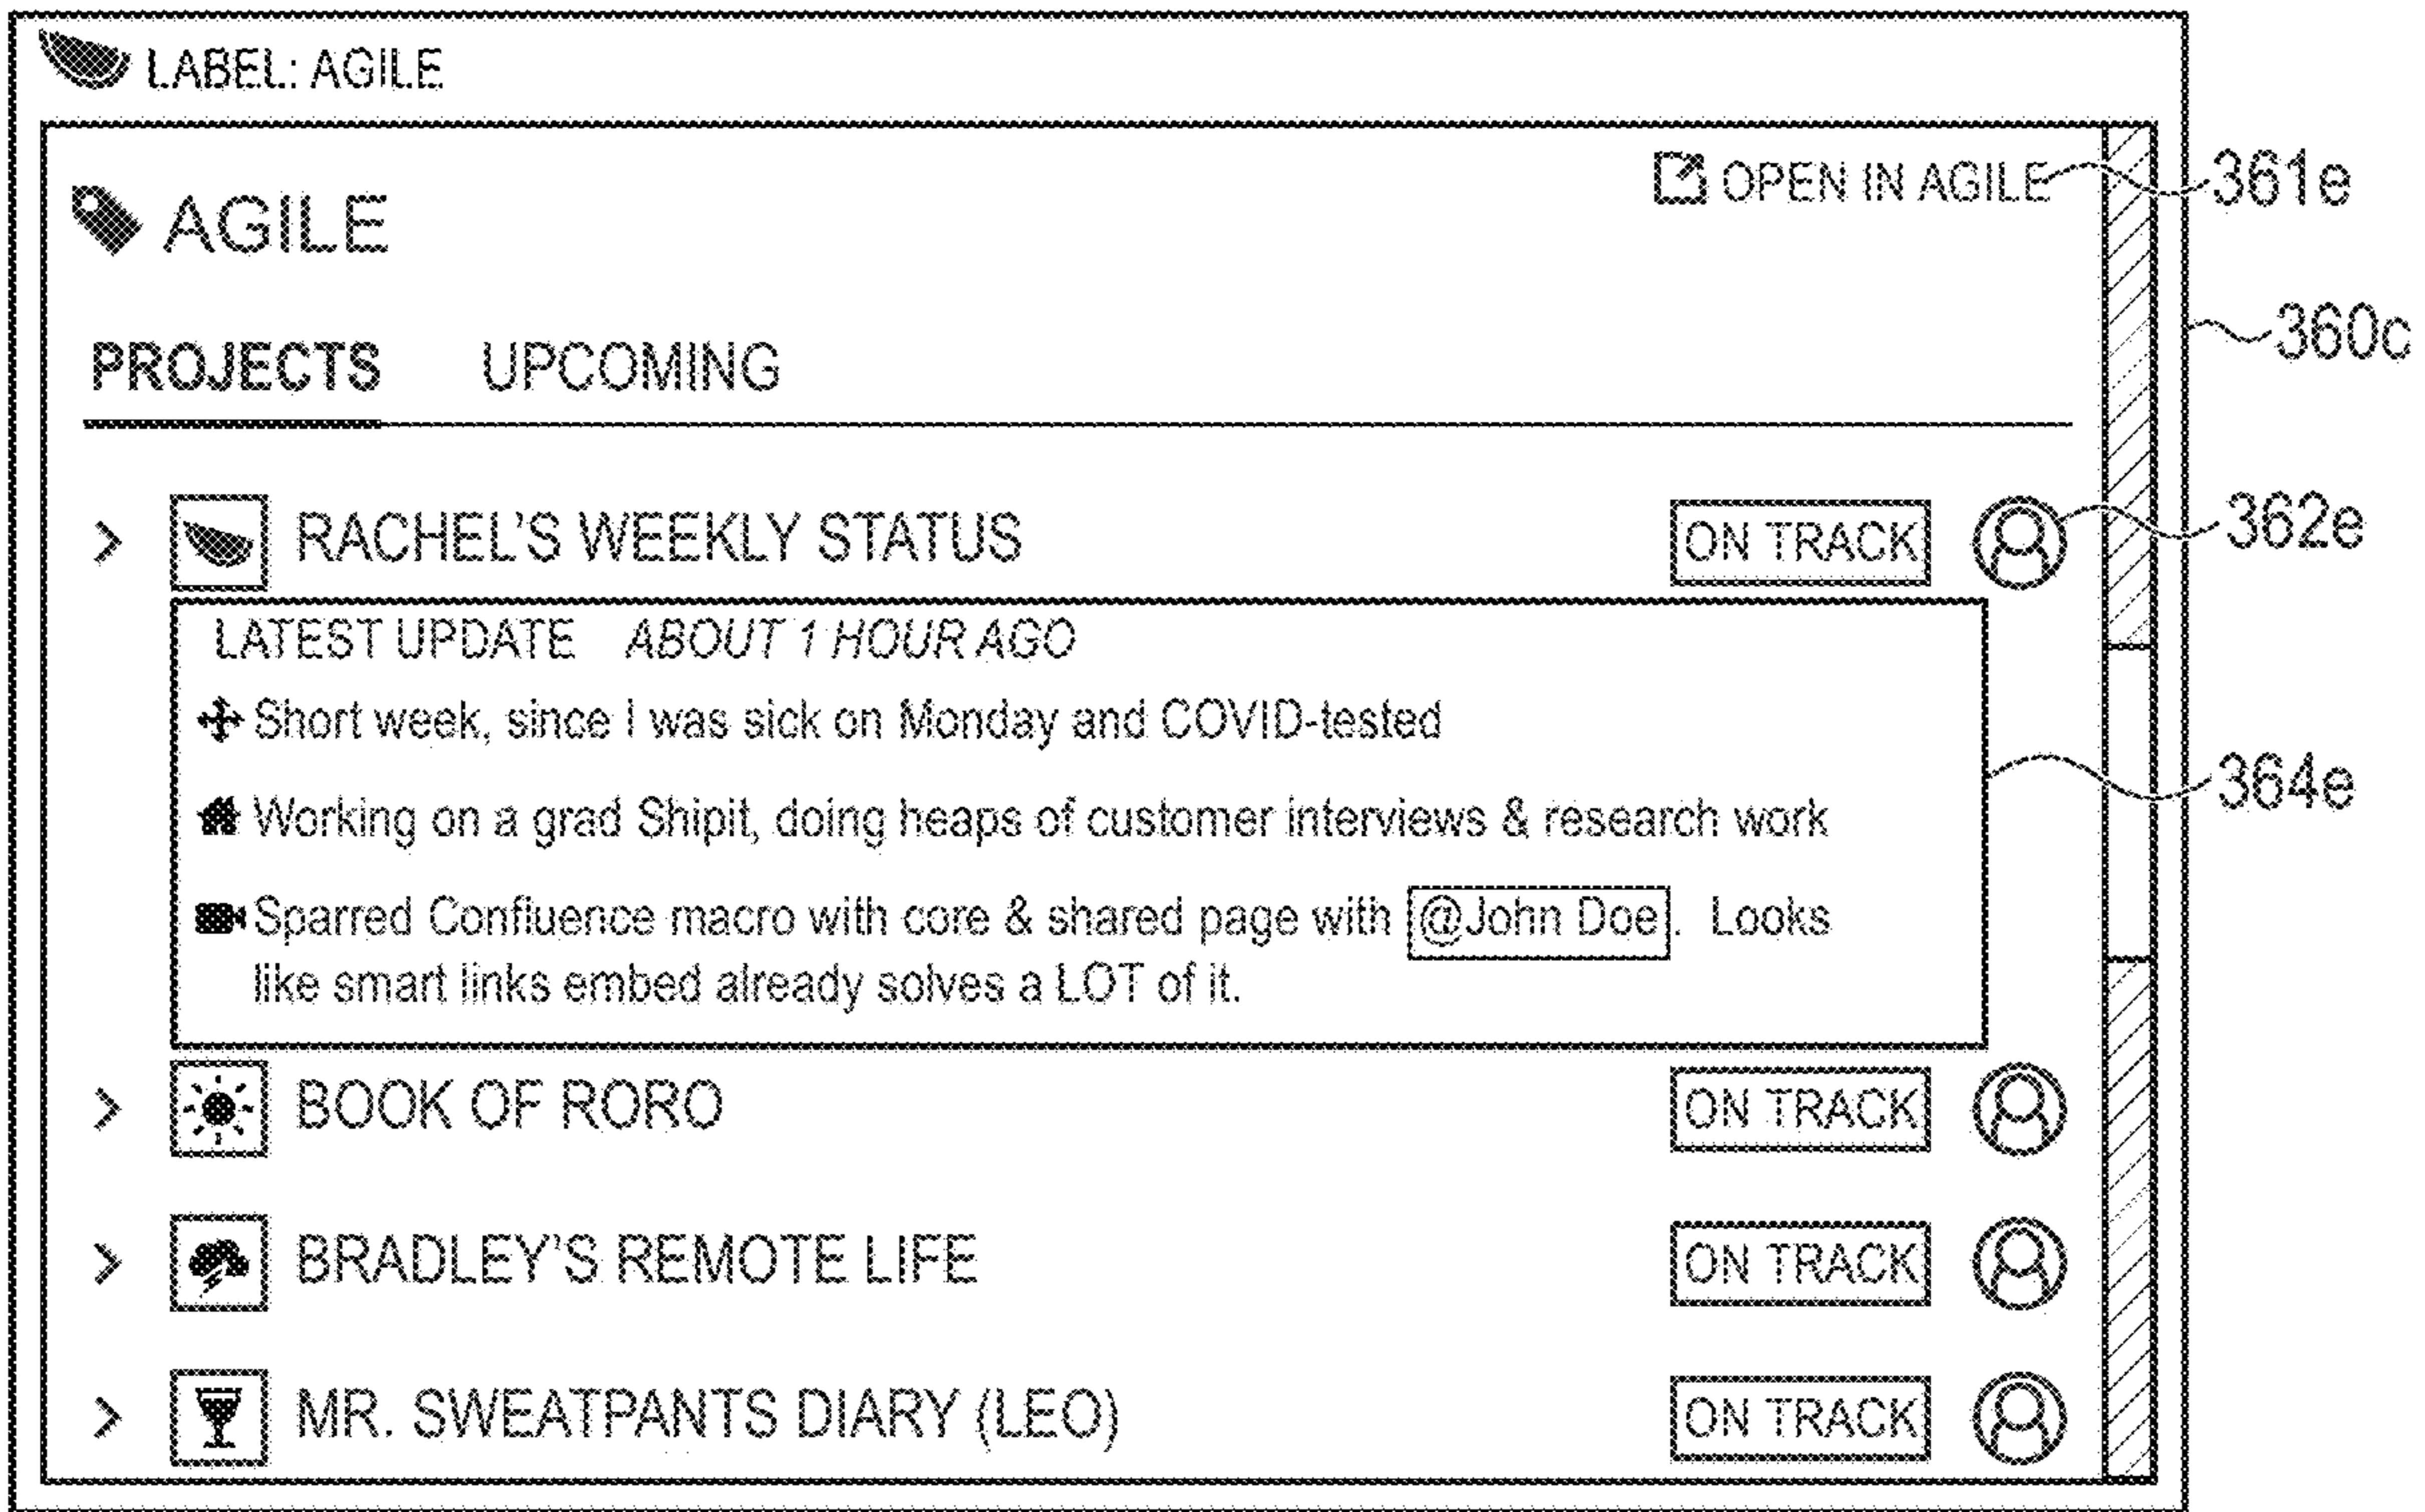 LABEL: AGILE
OPEN IN AGILE 361e
AGILE
360c
PROJECTS UPCOMING
RACHEL'S WEEKLY STATUS ON TRACK 362e
LATEST UPDATE ABOUT 1 HOUR AGO
Short week, since I was sick on Monday and COVID-tested
364e
Working on a grad Shipit, doing heaps of customer interviews & research work
Sparred Confluence macro with core & shared page with @John Doe. Looks
like smart links embed already solves a LOT of it.
BOOK OF RORO ON TRACK
BRADLEY'S REMOTE LIFE ON TRACK
MR. SWEATPANTS DIARY (LEO) ON TRACK